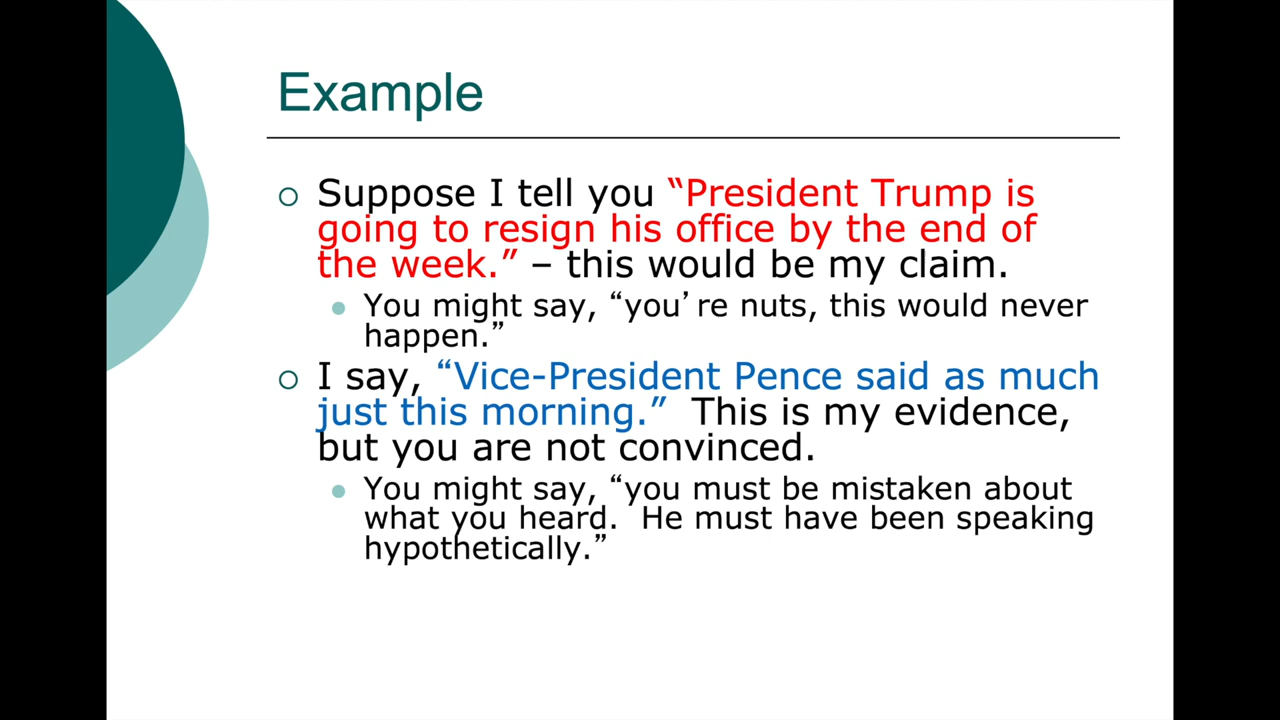 Example
Suppose I tell you “President Trump is
going to resign his office by the end of
the week.” – this would be my claim.
You might say, “you’re nuts, this would never
happen.”
I say, “Vice-President Pence said as much
just this morning.” This is my evidence,
but you are not convinced.
You might say, “you must be mistaken about
what you heard. He must have been speaking
hypothetically.”